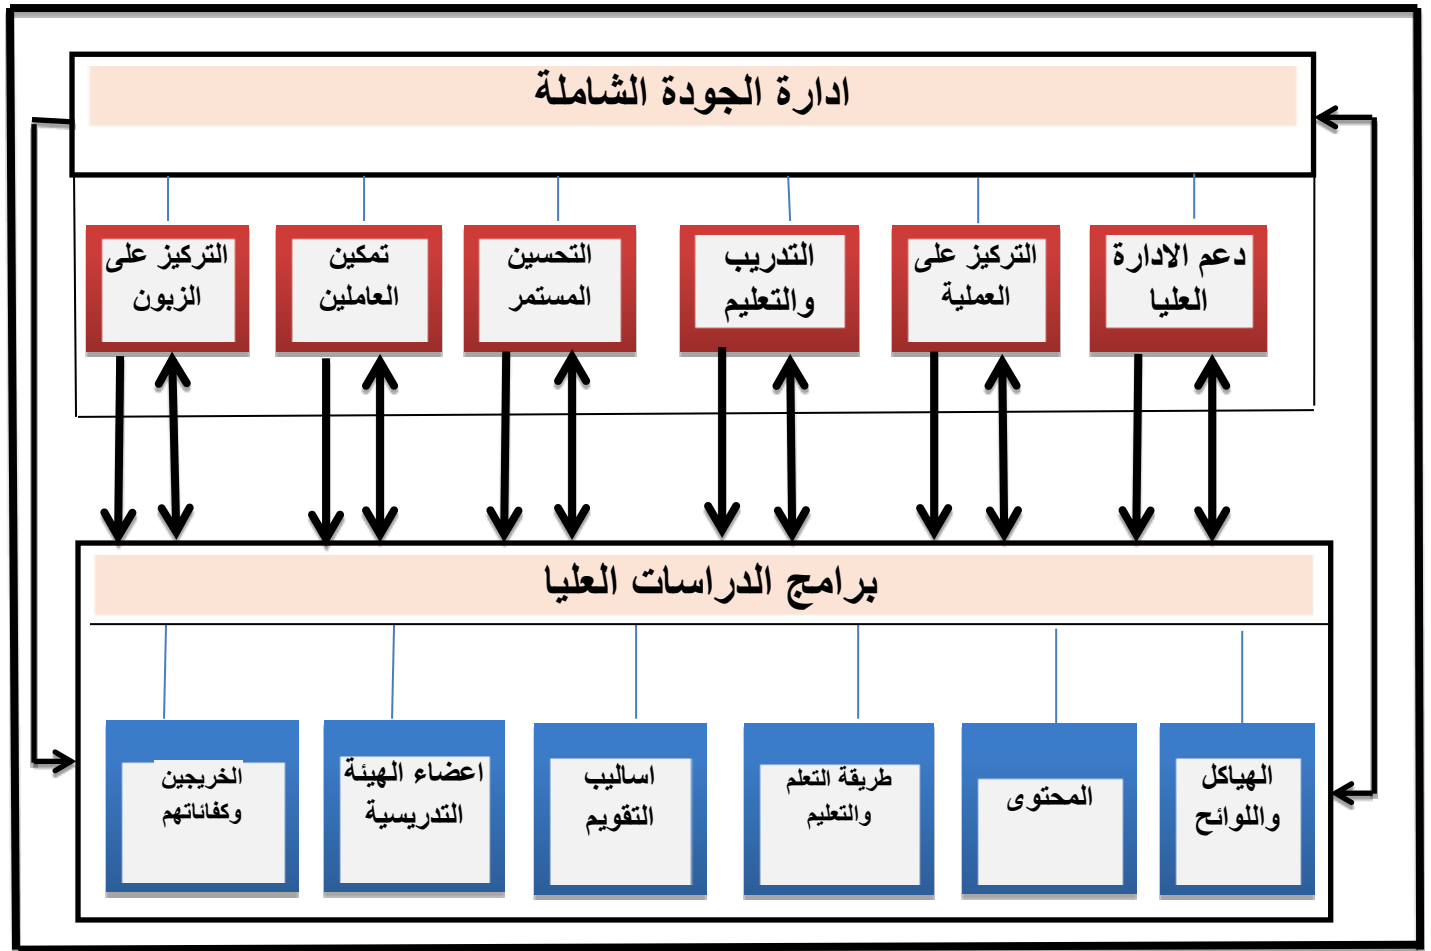 ادارة الجودة الشاملة
دعم الادارة
العليا
التركيز على
العملية
التدريب
والتعليم
التحسين
المستمر
تمكين
العاملين
التركيز على
الزبون
برامج الدراسات العليا
الهياكل
واللوائح
المحتوى
طريقة التعلم
والتعليم
اساليب
التقويم
اعضاء الهيئة
التدريسية
الخريجين
وكفائاتهم